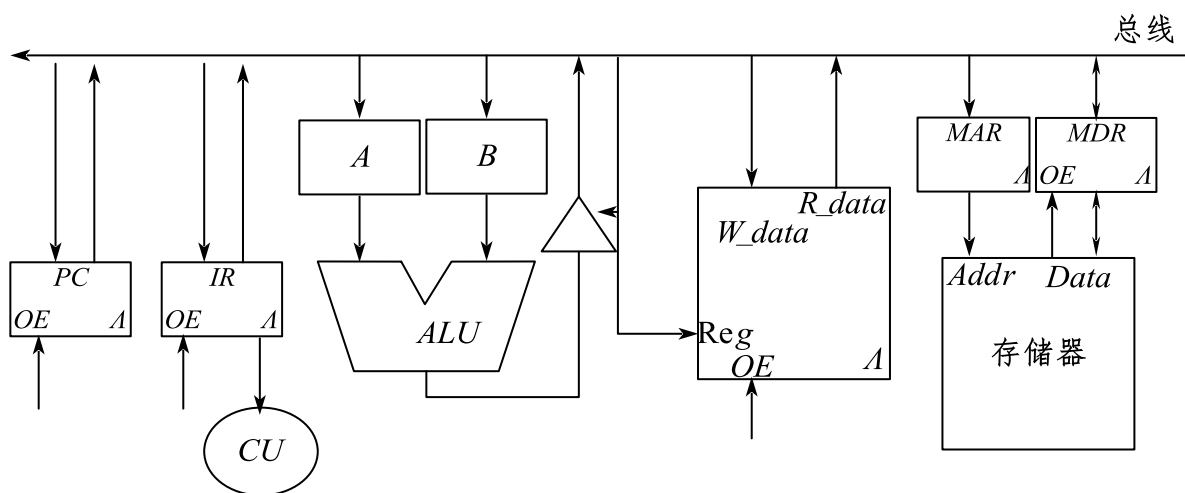 总线
A
B
MAR
Λ
MDR
OE Λ
R_data
W_data
Reg
OE
Λ
PC
OE Λ
IR
OE Λ
ALU
CU
Addr Data
存储器